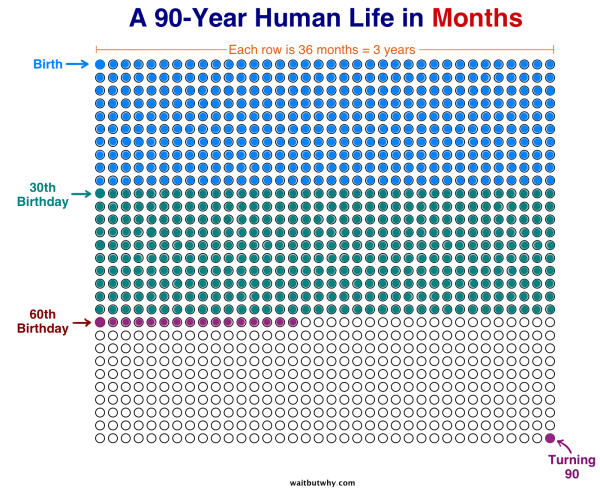 A 90-Year Human Life in Months
Each row is 36 months = 3 years
Birth
30th
Birthday
60th
Birthday
Turning
90
waitbutwhy.com